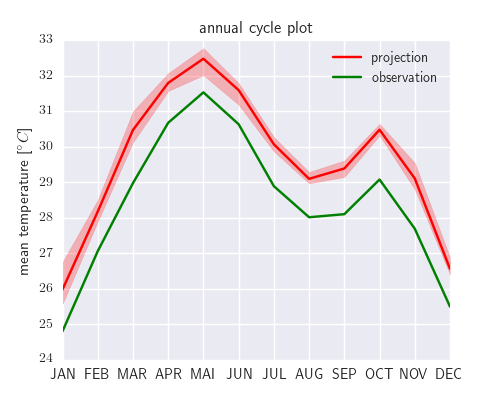 annual cycle plot
33
32
31
30
29
28
27
26
25
24
mean temperature [°C]
projection
observation
JAN FEB MAR APR MAI JUN JUL AUG SEP OCT NOV DEC